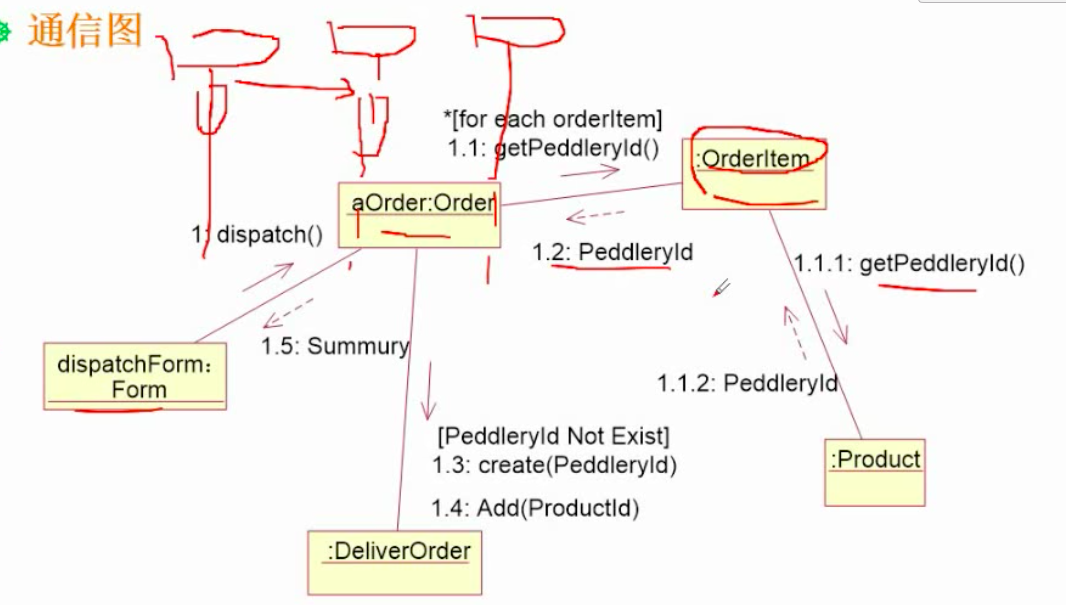 通信图
*[for each orderItem]
1.1: getPeddleryId()
:OrderItem
aOrder:Order
1: dispatch()
1.2: PeddleryId
1.1.1: getPeddleryId()
dispatchForm：
Form
1.5: Summury
1.1.2: PeddleryId
[PeddleryId Not Exist]
1.3: create(PeddleryId)
1.4: Add(ProductId)
:Product
:DeliverOrder